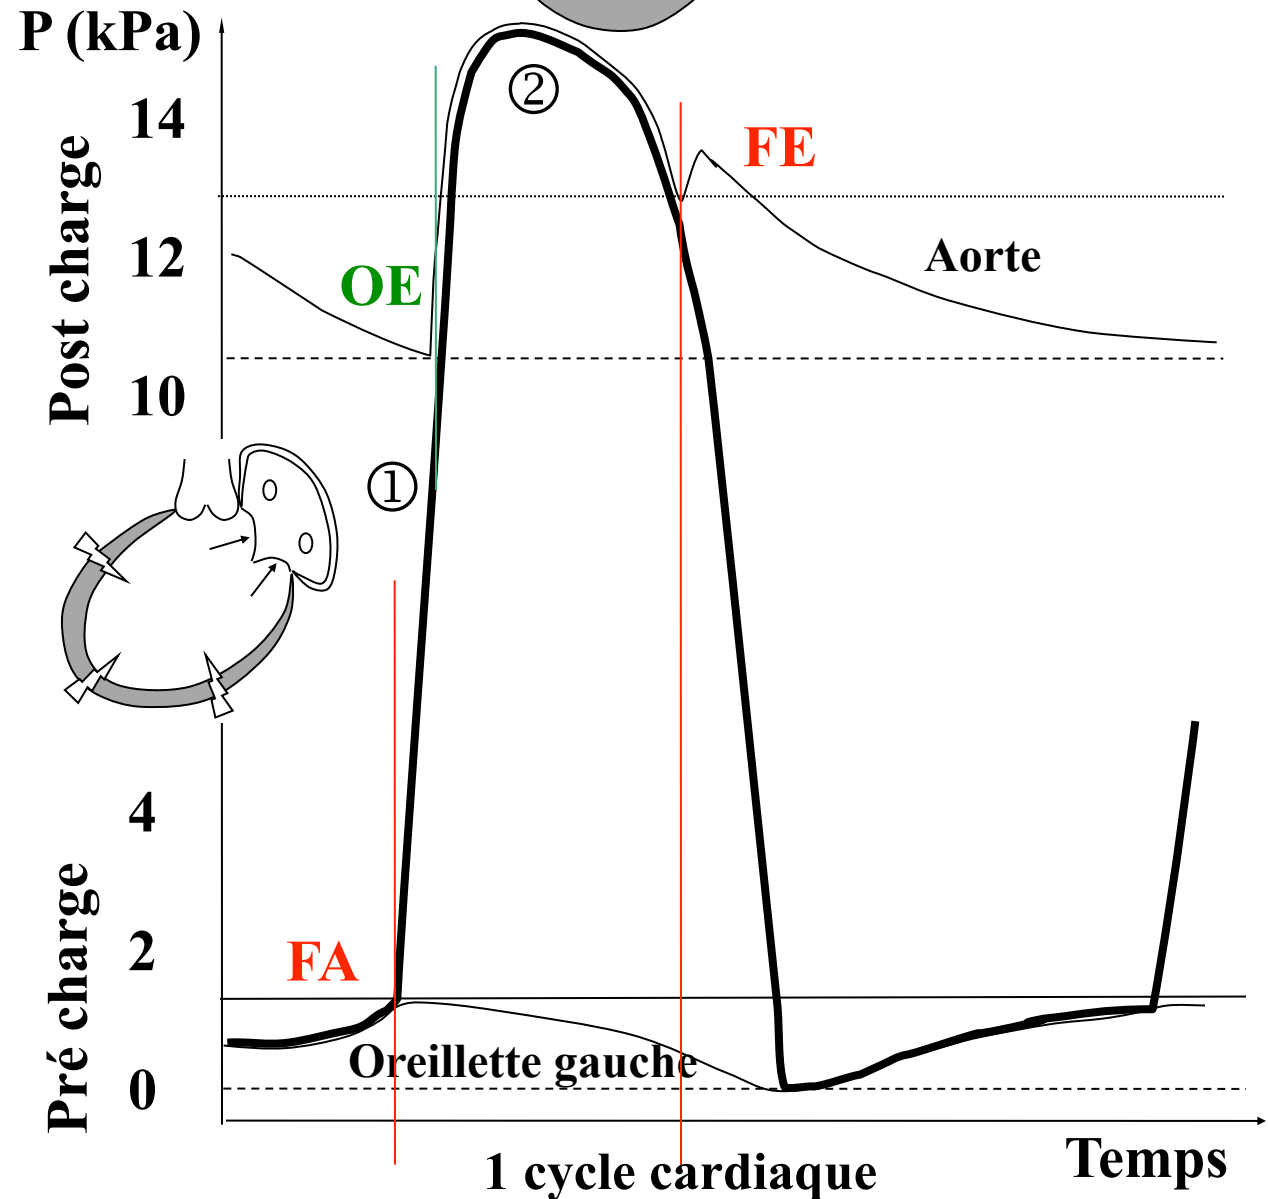 P (kPa)
14
②
FE
Post charge
12
Aorte
OE
10
①
4
Pré charge
2
FA
Oreillette gauche
0
Temps
1 cycle cardiaque